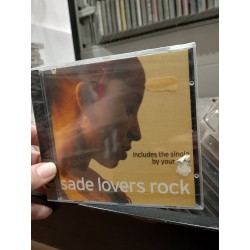 includes the single
by your
sade lovers rock